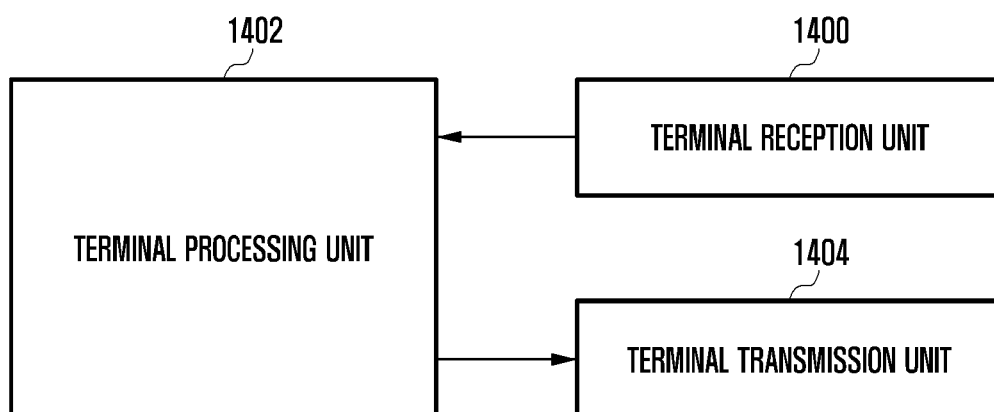 1402
1400
TERMINAL RECEPTION UNIT
TERMINAL PROCESSING UNIT
1404
TERMINAL TRANSMISSION UNIT